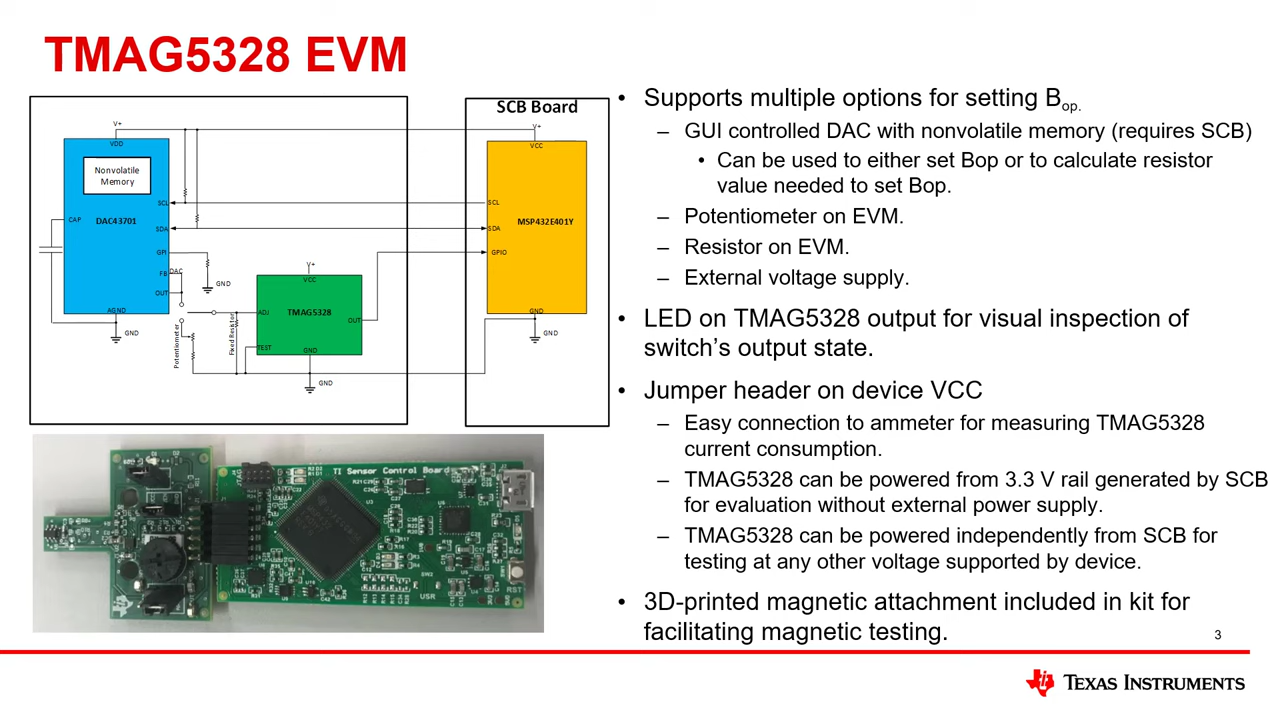 TMAG5328 EVM
SCB Board
V+
VDD
Nonvolatile
Memory
DAC43701
CAP
SCL
SDA
GPI
FB
DAC
OUT
AGND
GND
GND
Potentiometer
Fixed Resistor
V+
VCC
ADJ
TMAG5328
OUT
TEST
GND
GND
V+
VCC
SCL
MSP432E401Y
SDA
GPIO
GND
GND
TI Sensor Control Board
USR
RST
• Supports multiple options for setting Bop.
– GUI controlled DAC with nonvolatile memory (requires SCB)
• Can be used to either set Bop or to calculate resistor
value needed to set Bop.
– Potentiometer on EVM.
– Resistor on EVM.
– External voltage supply.
• LED on TMAG5328 output for visual inspection of
switch’s output state.
• Jumper header on device VCC
– Easy connection to ammeter for measuring TMAG5328
current consumption.
– TMAG5328 can be powered from 3.3 V rail generated by SCB
for evaluation without external power supply.
– TMAG5328 can be powered independently from SCB for
testing at any other voltage supported by device.
• 3D-printed magnetic attachment included in kit for
facilitating magnetic testing.
3
TEXAS INSTRUMENTS